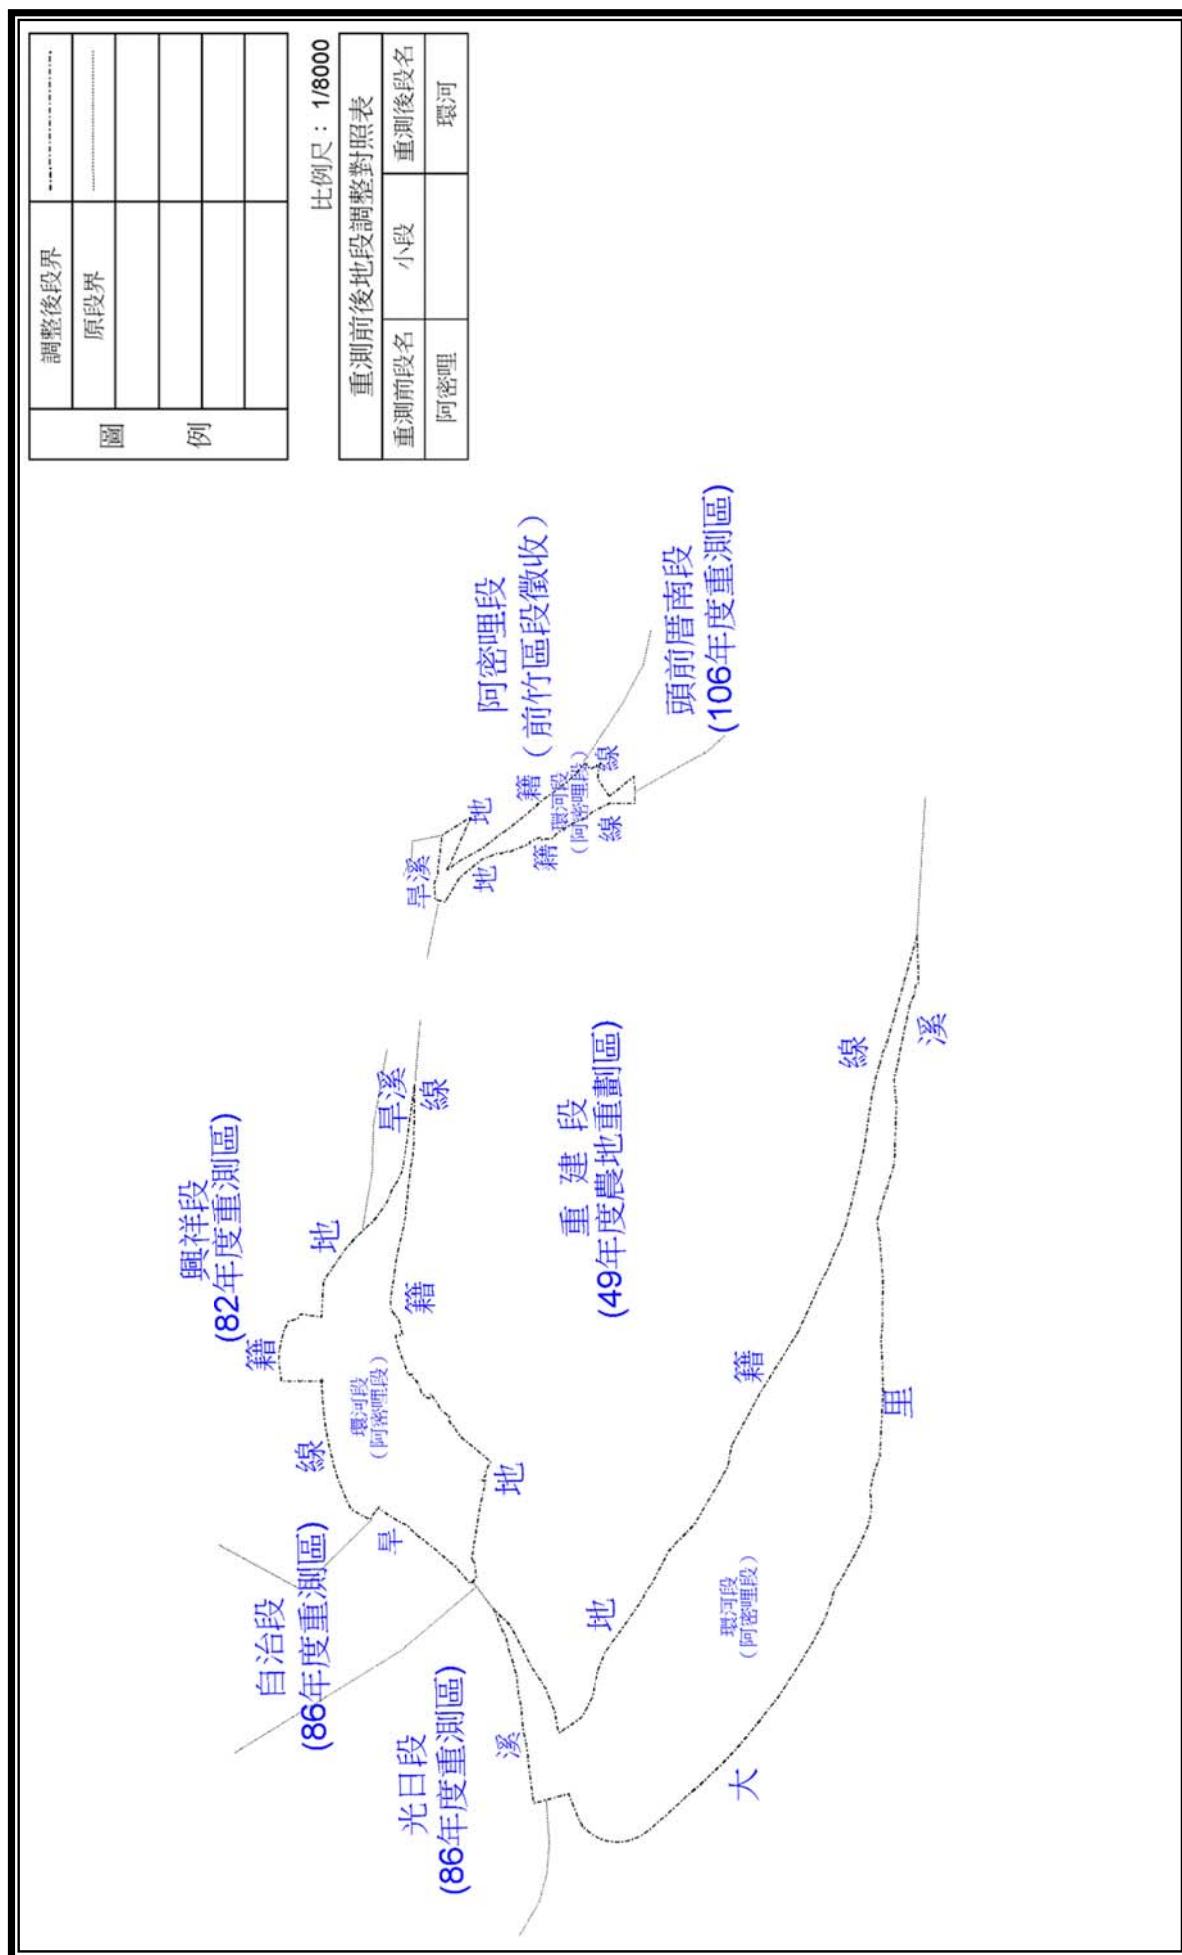 圖例
調整後段界
原段界
比例尺：1/8000
重測前後地段調整對照表
重測前段名 小段 重測後段名
阿密哩 環河
興祥段
(82年度重測區)
自治段
(86年度重測區)
光日段
(86年度重測區)
阿密哩段
（前竹區段徵收）
頭前厝南段
(106年度重測區)
重建段
(49年度農地重劃區)
環河段
（阿密哩段）
環河段
（阿密哩段）
環河段
（阿密哩段）
線
籍
地
旱溪
旱
溪
地
籍
線
旱溪
地
籍
線
地
籍
線
地
籍
線
大
里
溪